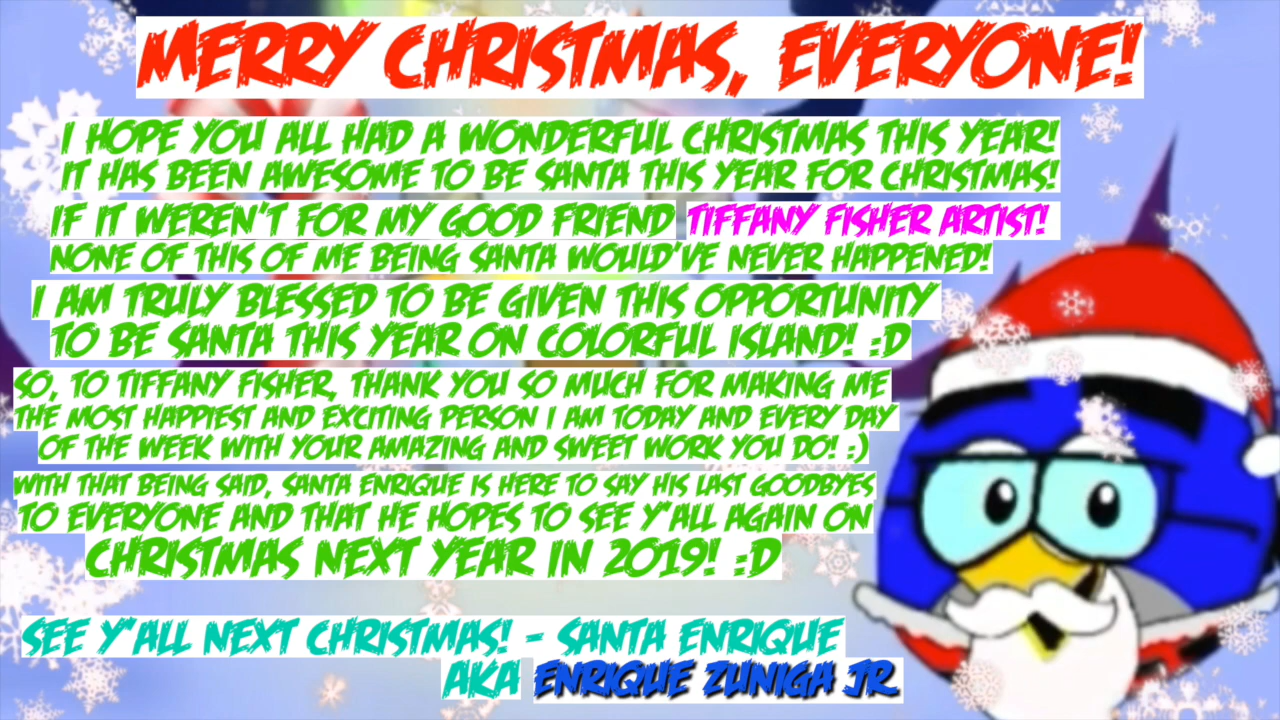 MERRY CHRISTMAS, EVERYONE!
I HOPE YOU ALL HAD A WONDERFUL CHRISTMAS THIS YEAR!
IT HAS BEEN AWESOME TO BE SANTA THIS YEAR FOR CHRISTMAS!
IF IT WEREN'T FOR MY GOOD FRIEND TIFFANY FISHER ARTIST!
NONE OF THIS OF ME BEING SANTA WOULD'VE NEVER HAPPENED!
I AM TRULY BLESSED TO BE GIVEN THIS OPPORTUNITY
TO BE SANTA THIS YEAR ON COLORFUL ISLAND! :D
SO, TO TIFFANY FISHER, THANK YOU SO MUCH FOR MAKING ME
THE MOST HAPPIEST AND EXCITING PERSON I AM TODAY AND EVERY DAY
OF THE WEEK WITH YOUR AMAZING AND SWEET WORK YOU DO! :)
WITH THAT BEING SAID, SANTA ENRIQUE IS HERE TO SAY HIS LAST GOODBYES
TO EVERYONE AND THAT HE HOPES TO SEE Y'ALL AGAIN ON
CHRISTMAS NEXT YEAR IN 2019! :D
SEE Y'ALL NEXT CHRISTMAS! - SANTA ENRIQUE
AKA ENRIQUE ZUNIGA JR.